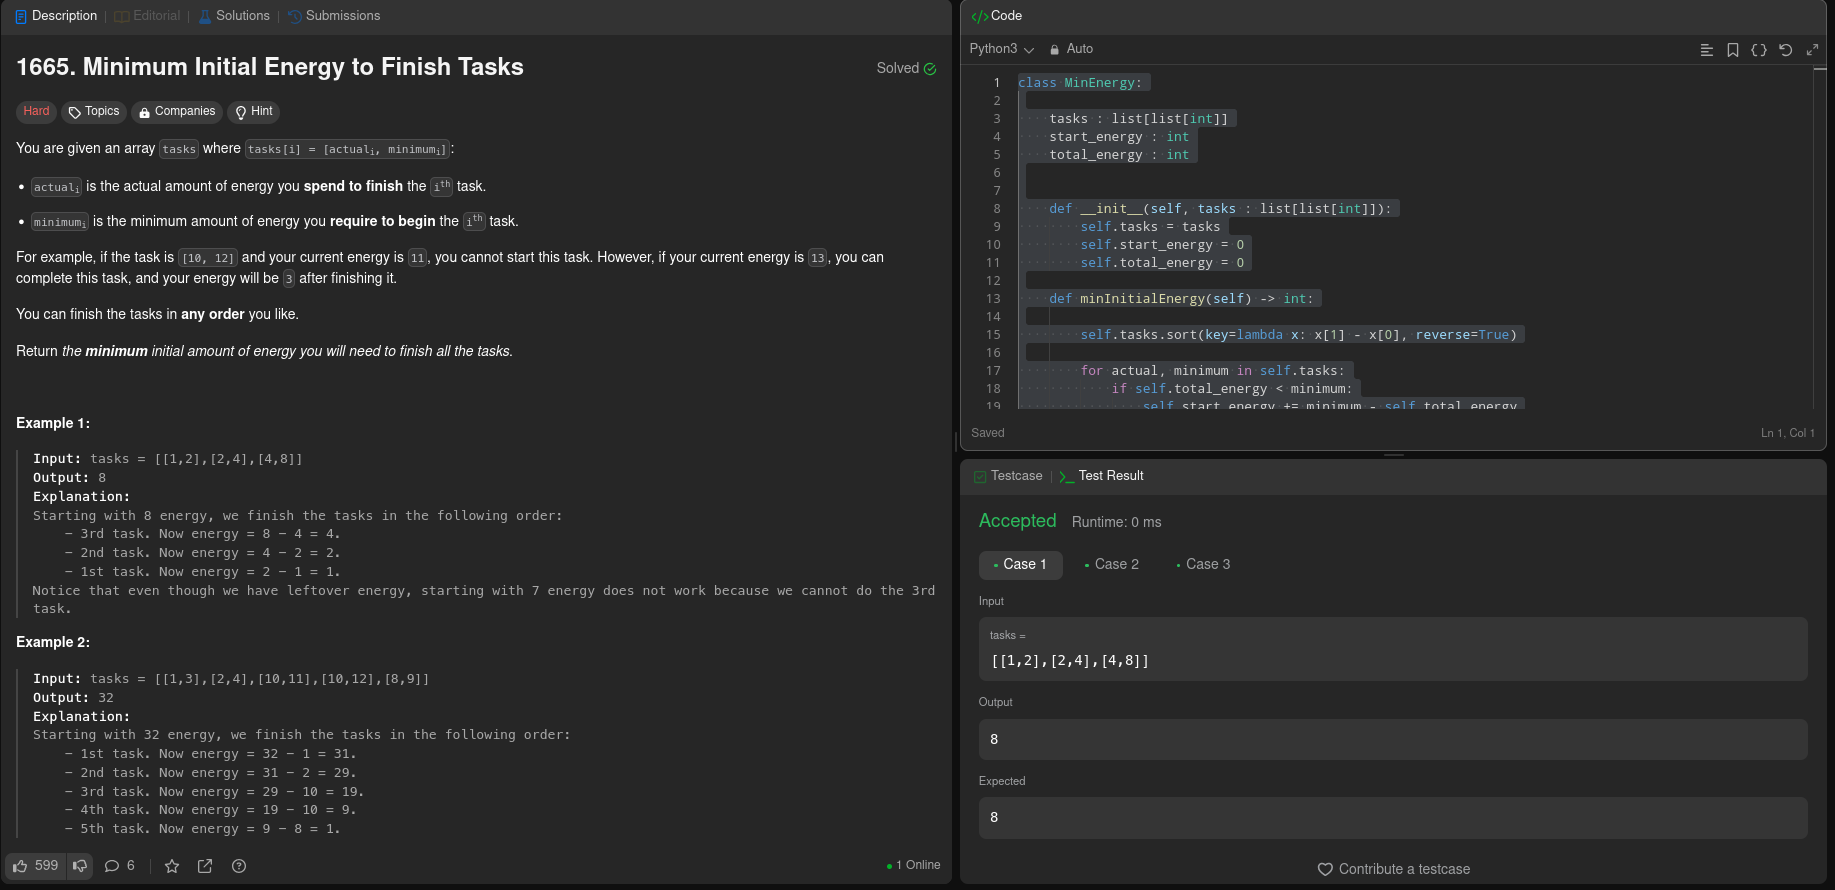 Description | Editorial | Solutions | Submissions
1665. Minimum Initial Energy to Finish Tasks
Solved
Hard Topics Companies Hint
You are given an array tasks where tasks[i] = [actualᵢ, minimumᵢ]:
• actualᵢ is the actual amount of energy you spend to finish the iᵗʰ task.
• minimumᵢ is the minimum amount of energy you require to begin the iᵗʰ task.
For example, if the task is [10, 12] and your current energy is 11, you cannot start this task. However, if your current energy is 13, you can
complete this task, and your energy will be 3 after finishing it.
You can finish the tasks in any order you like.
Return the minimum initial amount of energy you will need to finish all the tasks.
Example 1:
Input: tasks = [[1,2],[2,4],[4,8]]
Output: 8
Explanation:
Starting with 8 energy, we finish the tasks in the following order:
    - 3rd task. Now energy = 8 - 4 = 4.
    - 2nd task. Now energy = 4 - 2 = 2.
    - 1st task. Now energy = 2 - 1 = 1.
Notice that even though we have leftover energy, starting with 7 energy does not work because we cannot do the 3rd
task.
Example 2:
Input: tasks = [[1,3],[2,4],[10,11],[10,12],[8,9]]
Output: 32
Explanation:
Starting with 32 energy, we finish the tasks in the following order:
    - 1st task. Now energy = 32 - 1 = 31.
    - 2nd task. Now energy = 31 - 2 = 29.
    - 3rd task. Now energy = 29 - 10 = 19.
    - 4th task. Now energy = 19 - 10 = 9.
    - 5th task. Now energy = 9 - 8 = 1.
599 6
1 Online
</> Code
Python3 Auto
1 class MinEnergy:
2
3     tasks : list[list[int]]
4     start_energy : int
5     total_energy : int
6
7
8     def __init__(self, tasks : list[list[int]]):
9         self.tasks = tasks
10         self.start_energy = 0
11         self.total_energy = 0
12
13     def minInitialEnergy(self) -> int:
14
15         self.tasks.sort(key=lambda x: x[1] - x[0], reverse=True)
16
17         for actual, minimum in self.tasks:
18             if self.total_energy < minimum:
19                 self.start_energy += minimum - self.total_energy
Saved
Ln 1, Col 1
Testcase | >_ Test Result
Accepted Runtime: 0 ms
• Case 1 • Case 2 • Case 3
Input
tasks =
[[1,2],[2,4],[4,8]]
Output
8
Expected
8
Contribute a testcase